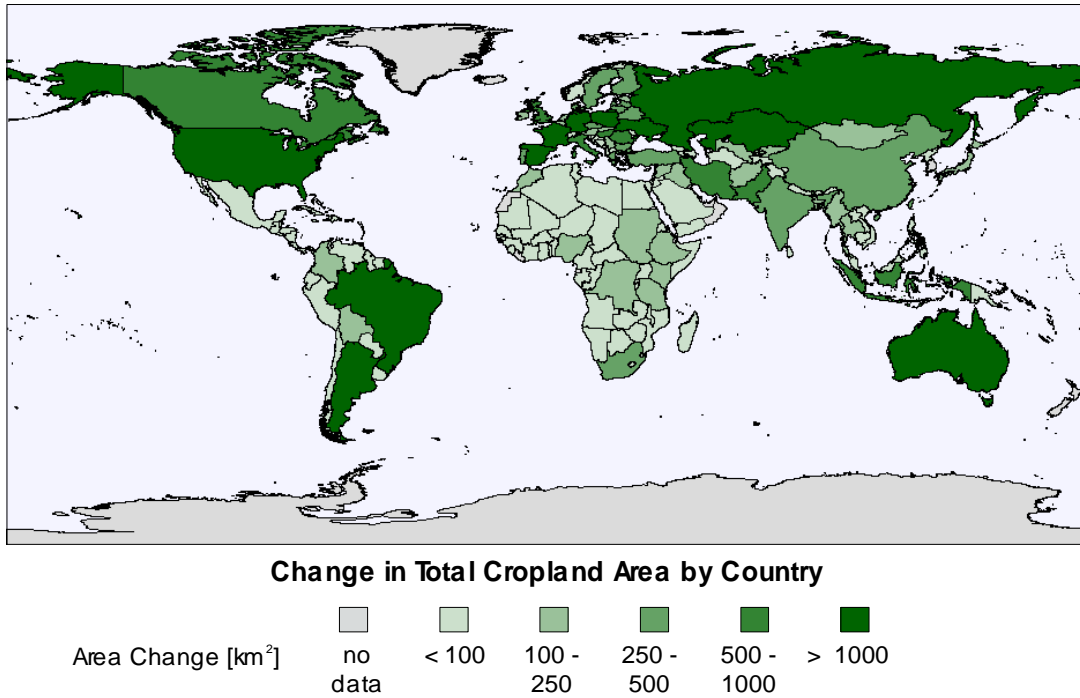 Change in Total Cropland Area by Country
Area Change [km²]
no data
< 100
100 - 250
250 - 500
500 - 1000
> 1000